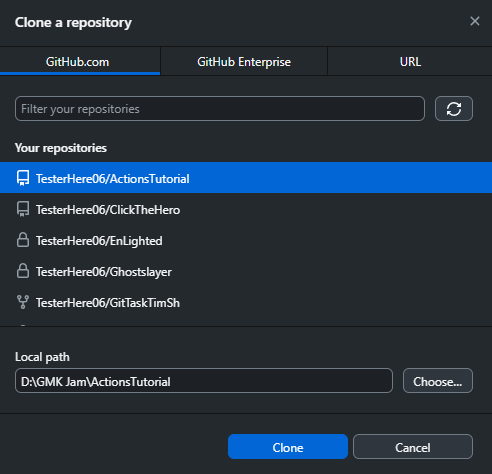 Clone a repository
GitHub.com
GitHub Enterprise
URL
Filter your repositories
Your repositories
TesterHere06/ActionsTutorial
TesterHere06/ClickTheHero
TesterHere06/EnLighted
TesterHere06/Ghostslayer
TesterHere06/GitTaskTimSh
Local path
D:\GMK Jam\ActionsTutorial
Choose...
Clone
Cancel